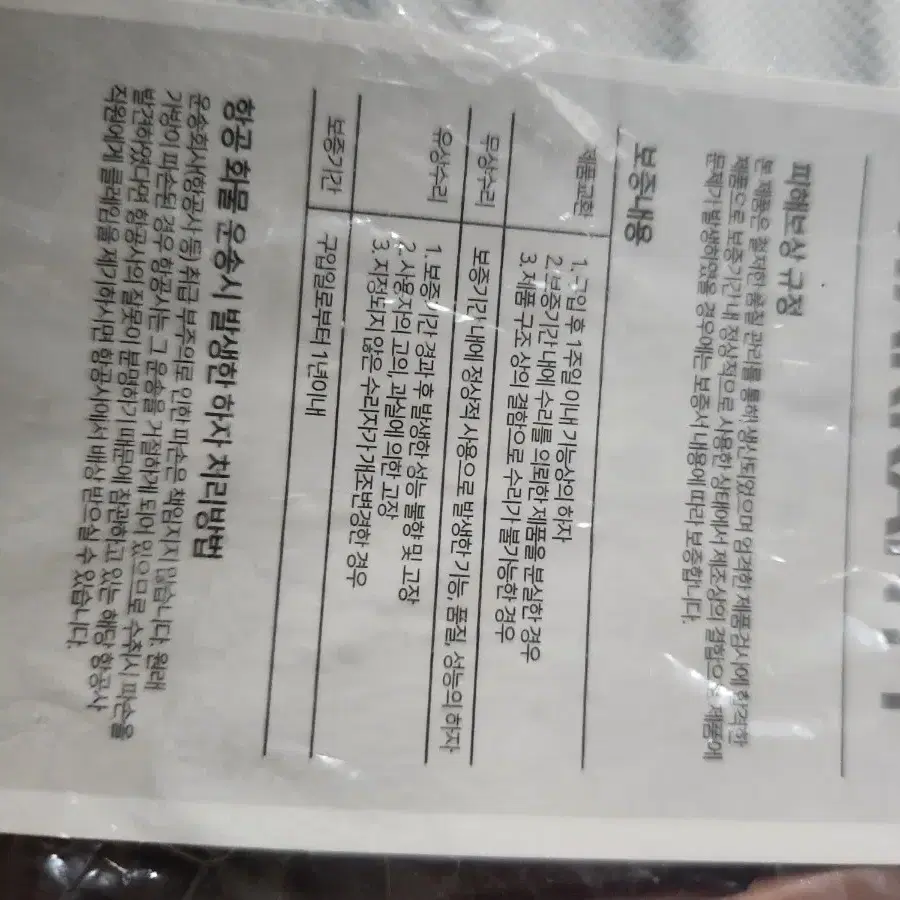 피해보상 규정
본 제품은 철저한 품질 관리를 통해 생산되었으며 엄격한 제품 검사에 합격한
제품으로 보증기간내 정상적으로 사용한 상태에서 제조상의 결함으로 제품에
문제가 발생하였을 경우에는 보증서 내용에 따라 보증합니다.
보증내용
제품교환
1. 구입 후 1주일 이내 기능상의 하자
2. 보증기간 내에 수리를 의뢰한 제품을 분실한 경우
3. 제품 구조 상의 결함으로 수리가 불가능한 경우
무상수리
보증기간 내에 정상적 사용으로 발생한 기능, 품질, 성능의 하자
유상수리
1. 보증시간 경과 후 발생한 성능 불향 및 고장
2. 사용자의 고의, 과실에 의한 고장
3. 지정되지 않은 수리자가 개조변경한 경우
보증기간
구입일로부터 1년이내
항공 화물 운송시 발생한 하자 처리방법
운송회사(항공사 등) 취급 부주의로 인한 파손은 책임지지 않습니다. 원래
가방이 파손된 경우 항공사는 그 운송을 거절하게 되어 있으므로 수취시 파손을
발견하였다면 항공사의 잘못이 분명하기 때문에 참관하고 있는 해당 항공사
직원에게 클레임을 제기하시면 항공사에서 배상 받으실 수 있습니다.